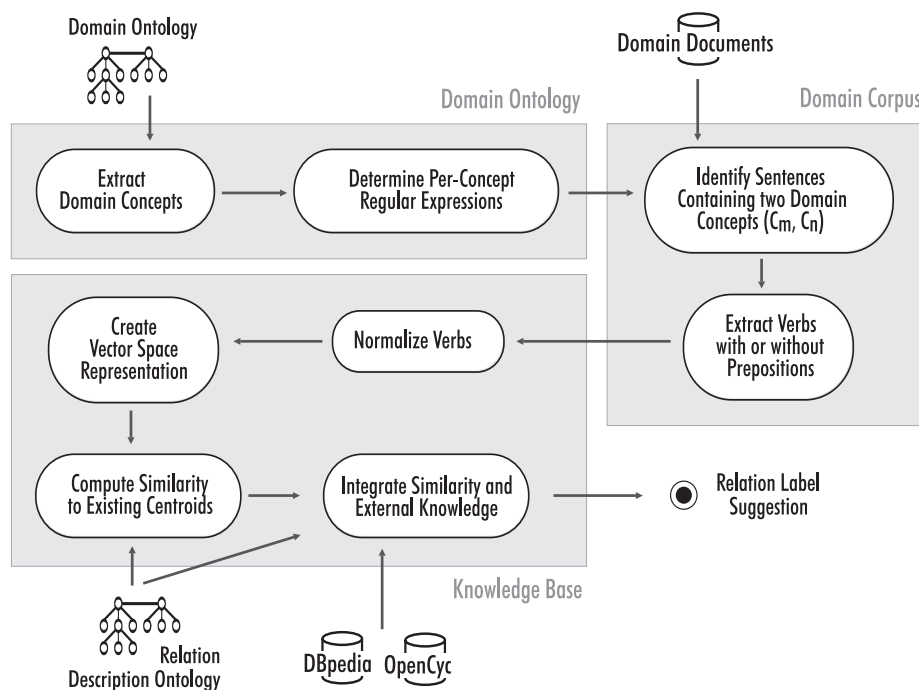 Domain Ontology
Domain Documents
Domain Ontology
Domain Corpus
Extract
Domain Concepts
Determine Per-Concept
Regular Expressions
Identify Sentences
Containing two Domain
Concepts (Cm, Cn)
Create
Vector Space
Representation
Normalize Verbs
Extract Verbs
with or without
Prepositions
Compute Similarity
to Existing Centroids
Integrate Similarity and
External Knowledge
Relation Label
Suggestion
Knowledge Base
Relation
Description Ontology
DBpedia
OpenCyc